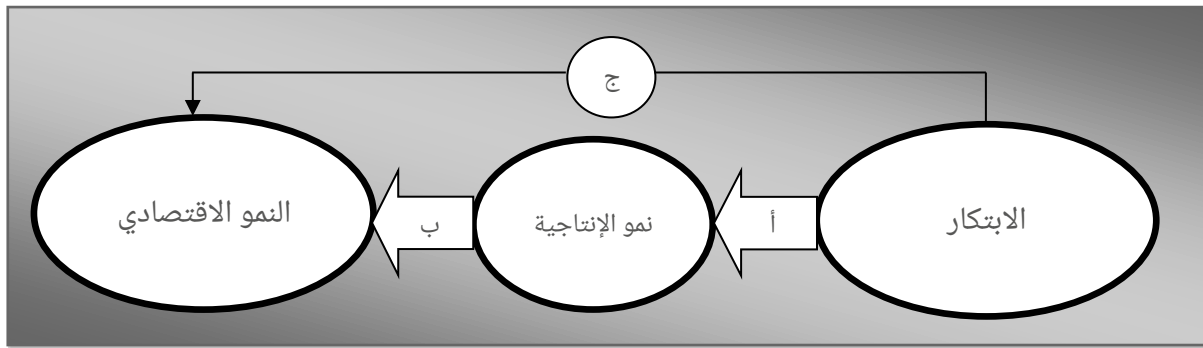 ج
الابتكار
أ
نمو الإنتاجية
ب
النمو الاقتصادي